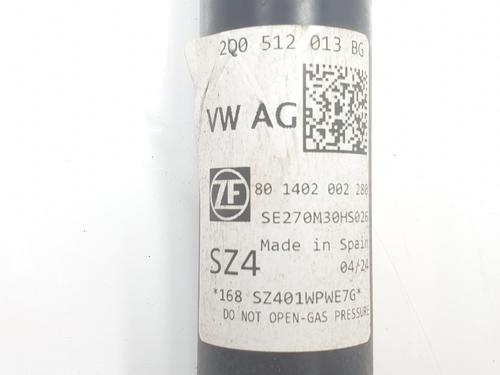 2Q0 512 013 BG
VW AG
ZF
80 1402 002 280
SE270M30HS026
Made in Spain
SZ4
04/24
*168 SZ401WPWE7G*
DO NOT OPEN-GAS PRESSURE